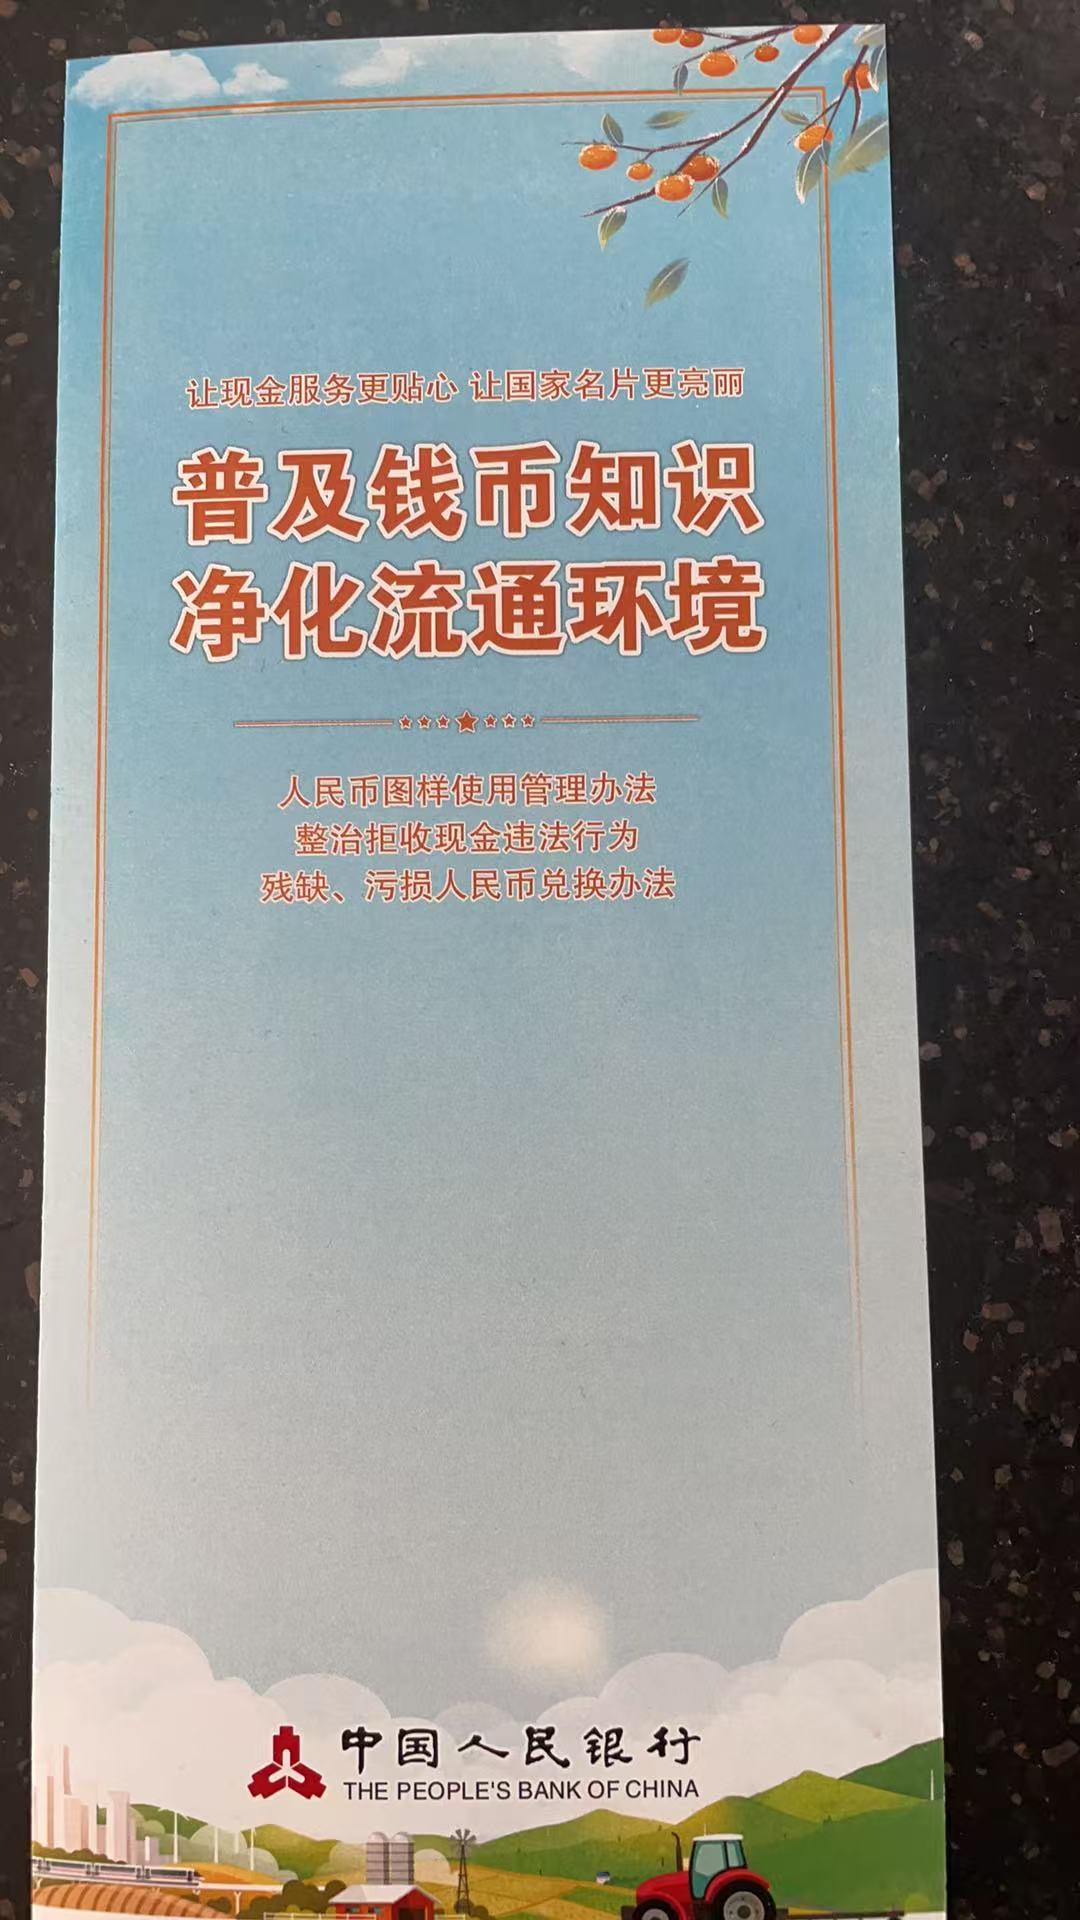 让现金服务更贴心 让国家名片更亮丽
普及钱币知识
净化流通环境
人民币图样使用管理办法
整治拒收现金违法行为
残缺、污损人民币兑换办法
中国人民银行
THE PEOPLE'S BANK OF CHINA